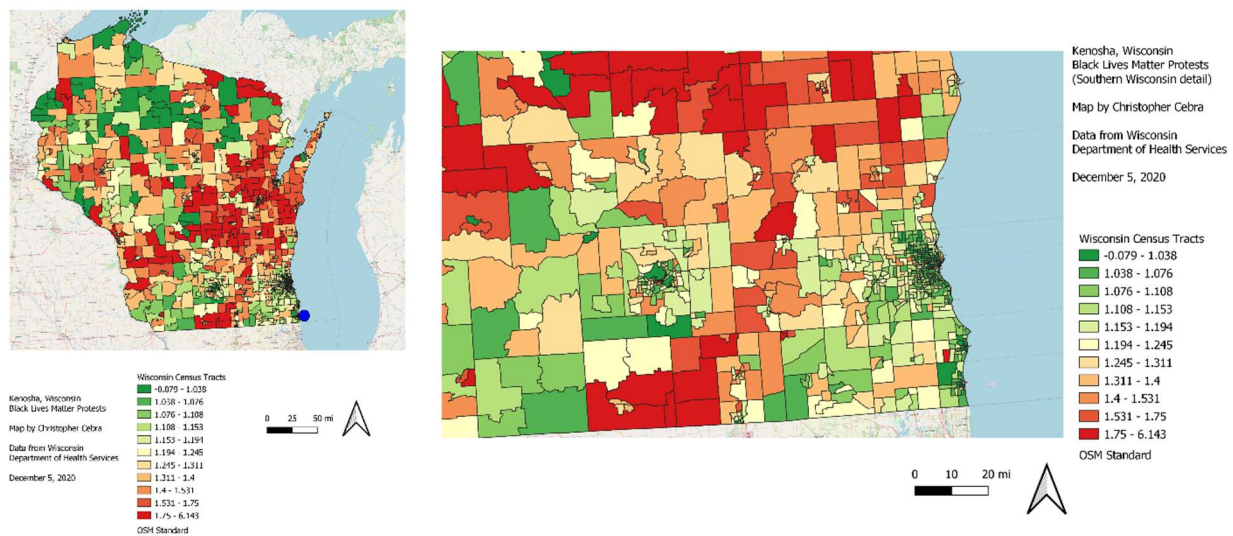 Kenosha, Wisconsin
Black Lives Matter Protests
Map by Christopher Cebra
Data from Wisconsin
Department of Health Services
December 5, 2020
Wisconsin Census Tracts
-0.079 - 1.038
1.038 - 1.076
1.076 - 1.108
1.108 - 1.153
1.153 - 1.194
1.194 - 1.245
1.245 - 1.311
1.311 - 1.4
1.4 - 1.531
1.531 - 1.75
1.75 - 6.143
OSM Standard
0 25 50 mi
Kenosha, Wisconsin
Black Lives Matter Protests
(Southern Wisconsin detail)
Map by Christopher Cebra
Data from Wisconsin
Department of Health Services
December 5, 2020
Wisconsin Census Tracts
-0.079 - 1.038
1.038 - 1.076
1.076 - 1.108
1.108 - 1.153
1.153 - 1.194
1.194 - 1.245
1.245 - 1.311
1.311 - 1.4
1.4 - 1.531
1.531 - 1.75
1.75 - 6.143
OSM Standard
0 10 20 mi